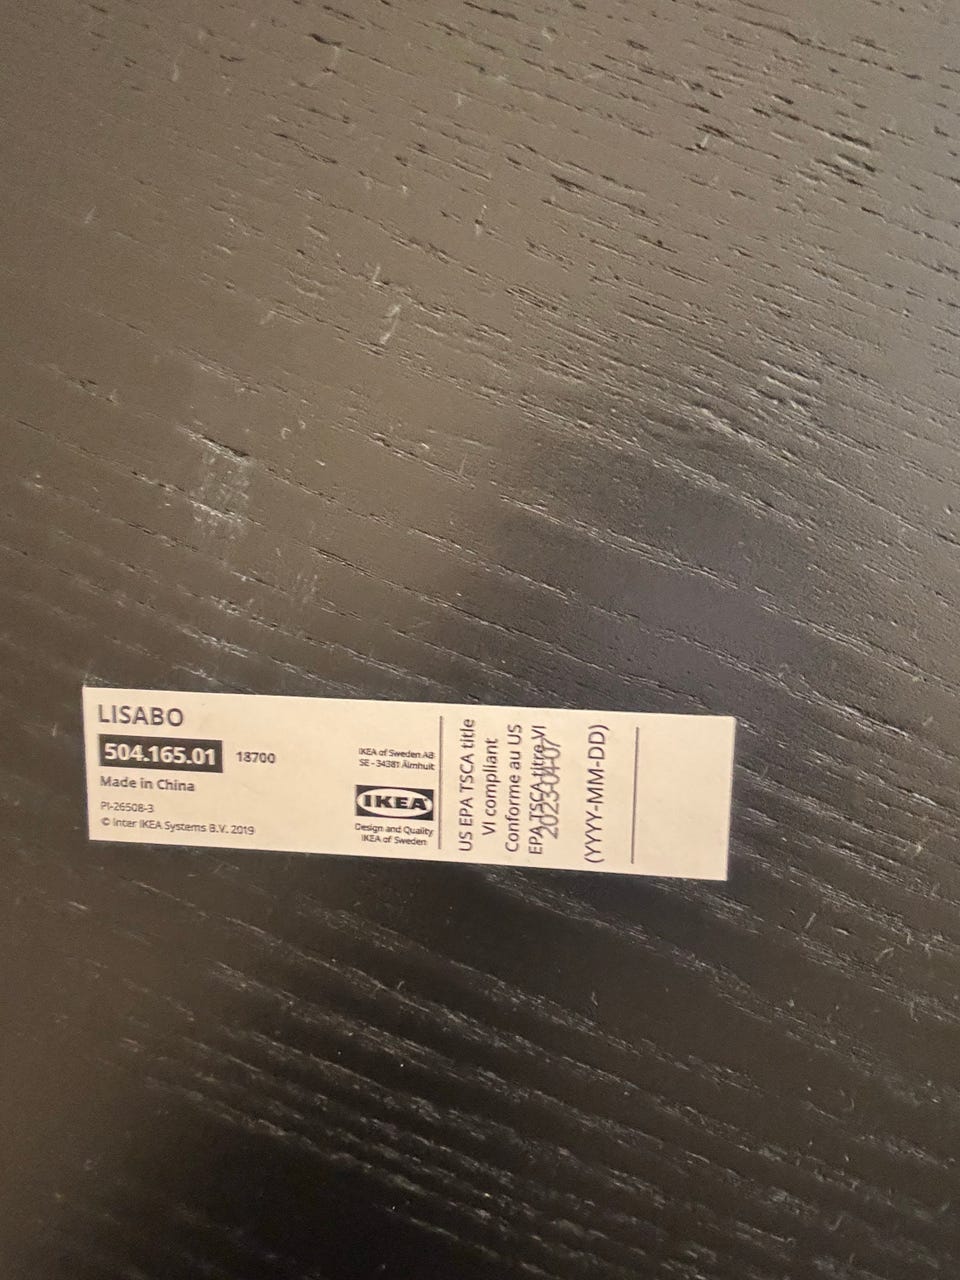 LISABO
504.165.01 18700
Made in China
PI-26508-3
© Inter IKEA Systems B.V. 2019
IKEA of Sweden AB
SE - 34381 Älmhult
IKEA
Design and Quality
IKEA of Sweden
US EPA TSCA title
VI compliant
Conforme au US
EPA TSCA titre VI
2023-04-07
(YYYY-MM-DD)